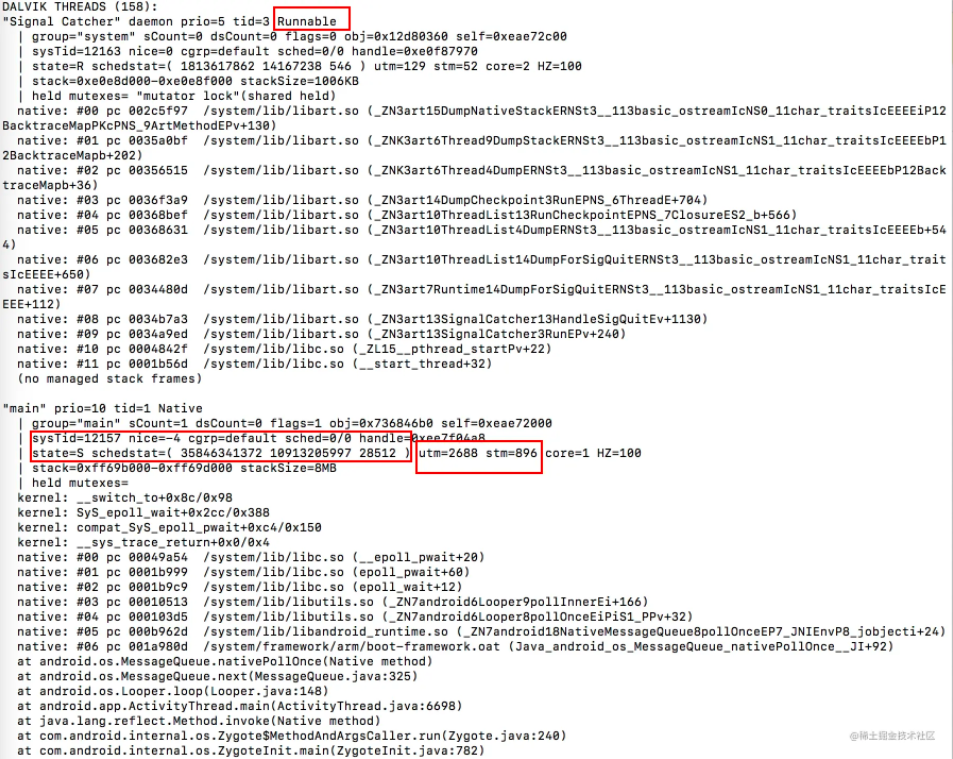 DALVIK THREADS (158):
"Signal Catcher" daemon prio=5 tid=3 Runnable
| group="system" sCount=0 dsCount=0 flags=0 obj=0x12d80360 self=0xeae72c00
| sysTid=12163 nice=0 cgrp=default sched=0/0 handle=0xe0f87970
| state=R schedstat=( 1813617862 14167238 546 ) utm=129 stm=52 core=2 HZ=100
| stack=0xe0e8d000-0xe0e8f000 stackSize=1006KB
| held mutexes= "mutator lock"(shared held)
native: #00 pc 002c5f97  /system/lib/libart.so (_ZN3art15DumpNativeStackERNSt3__113basic_ostreamIcNS0_11char_traitsIcEEEEiP12
BacktraceMapPKcPNS_9ArtMethodEPv+130)
native: #01 pc 0035a0bf  /system/lib/libart.so (_ZNK3art6Thread9DumpStackERNSt3__113basic_ostreamIcNS1_11char_traitsIcEEEEbP1
2BacktraceMapb+202)
native: #02 pc 00356515  /system/lib/libart.so (_ZNK3art6Thread4DumpERNSt3__113basic_ostreamIcNS1_11char_traitsIcEEEEbP12Back
traceMapb+36)
native: #03 pc 0036f3a9  /system/lib/libart.so (_ZN3art14DumpCheckpoint3RunEPNS_6ThreadE+704)
native: #04 pc 00368bef  /system/lib/libart.so (_ZN3art10ThreadList13RunCheckpointEPNS_7ClosureES2_b+566)
native: #05 pc 00368631  /system/lib/libart.so (_ZN3art10ThreadList4DumpERNSt3__113basic_ostreamIcNS1_11char_traitsIcEEEEb+54
4)
native: #06 pc 003682e3  /system/lib/libart.so (_ZN3art10ThreadList14DumpForSigQuitERNSt3__113basic_ostreamIcNS1_11char_trait
sIcEEEE+650)
native: #07 pc 0034480d  /system/lib/libart.so (_ZN3art7Runtime14DumpForSigQuitERNSt3__113basic_ostreamIcNS1_11char_traitsIcE
EEE+112)
native: #08 pc 0034b7a3  /system/lib/libart.so (_ZN3art13SignalCatcher13HandleSigQuitEv+1130)
native: #09 pc 0034a9ed  /system/lib/libart.so (_ZN3art13SignalCatcher3RunEPv+240)
native: #10 pc 0004842f  /system/lib/libc.so (_ZL15__pthread_startPv+22)
native: #11 pc 0001b56d  /system/lib/libc.so (__start_thread+32)
(no managed stack frames)
"main" prio=10 tid=1 Native
| group="main" sCount=1 dsCount=0 flags=1 obj=0x736846b0 self=0xeae72000
| sysTid=12157 nice=-4 cgrp=default sched=0/0 handle=0xee7f04a8
| state=S schedstat=( 35846341372 10913205997 28512 ) utm=2688 stm=896 core=1 HZ=100
| stack=0xff69b000-0xff69d000 stackSize=8MB
| held mutexes=
kernel: __switch_to+0x8c/0x98
kernel: SyS_epoll_wait+0x2cc/0x388
kernel: compat_SyS_epoll_pwait+0xc4/0x150
kernel: __sys_trace_return+0x0/0x4
native: #00 pc 00049a54  /system/lib/libc.so (__epoll_pwait+20)
native: #01 pc 0001b999  /system/lib/libc.so (epoll_pwait+60)
native: #02 pc 0001b9c9  /system/lib/libc.so (epoll_wait+12)
native: #03 pc 00010513  /system/lib/libutils.so (_ZN7android6Looper9pollInnerEi+166)
native: #04 pc 000103d5  /system/lib/libutils.so (_ZN7android6Looper8pollOnceEiPiS1_PPv+32)
native: #05 pc 000b962d  /system/lib/libandroid_runtime.so (_ZN7android18NativeMessageQueue8pollOnceEP7_JNIEnvP8_jobjecti+24)
native: #06 pc 001a980d  /system/framework/arm/boot-framework.oat (Java_android_os_MessageQueue_nativePollOnce__JI+92)
at android.os.MessageQueue.nativePollOnce(Native method)
at android.os.MessageQueue.next(MessageQueue.java:325)
at android.os.Looper.loop(Looper.java:148)
at android.app.ActivityThread.main(ActivityThread.java:6698)
at java.lang.reflect.Method.invoke(Native method)
at com.android.internal.os.Zygote$MethodAndArgsCaller.run(Zygote.java:240)
at com.android.internal.os.ZygoteInit.main(ZygoteInit.java:782)
@稀土掘金技术社区